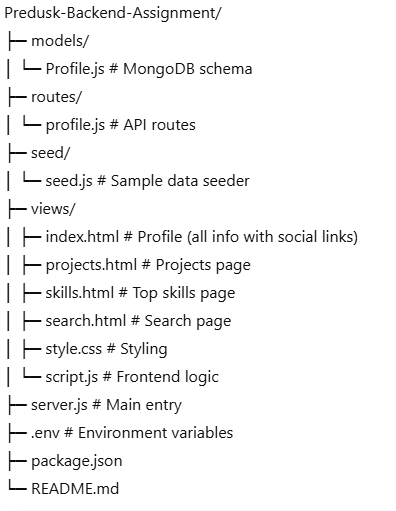 Predusk-Backend-Assignment/
├── models/
│ └── Profile.js # MongoDB schema
├── routes/
│ └── profile.js # API routes
├── seed/
│ └── seed.js # Sample data seeder
├── views/
│ ├── index.html # Profile (all info with social links)
│ ├── projects.html # Projects page
│ ├── skills.html # Top skills page
│ ├── search.html # Search page
│ ├── style.css # Styling
│ └── script.js # Frontend logic
├── server.js # Main entry
├── .env # Environment variables
├── package.json
└── README.md